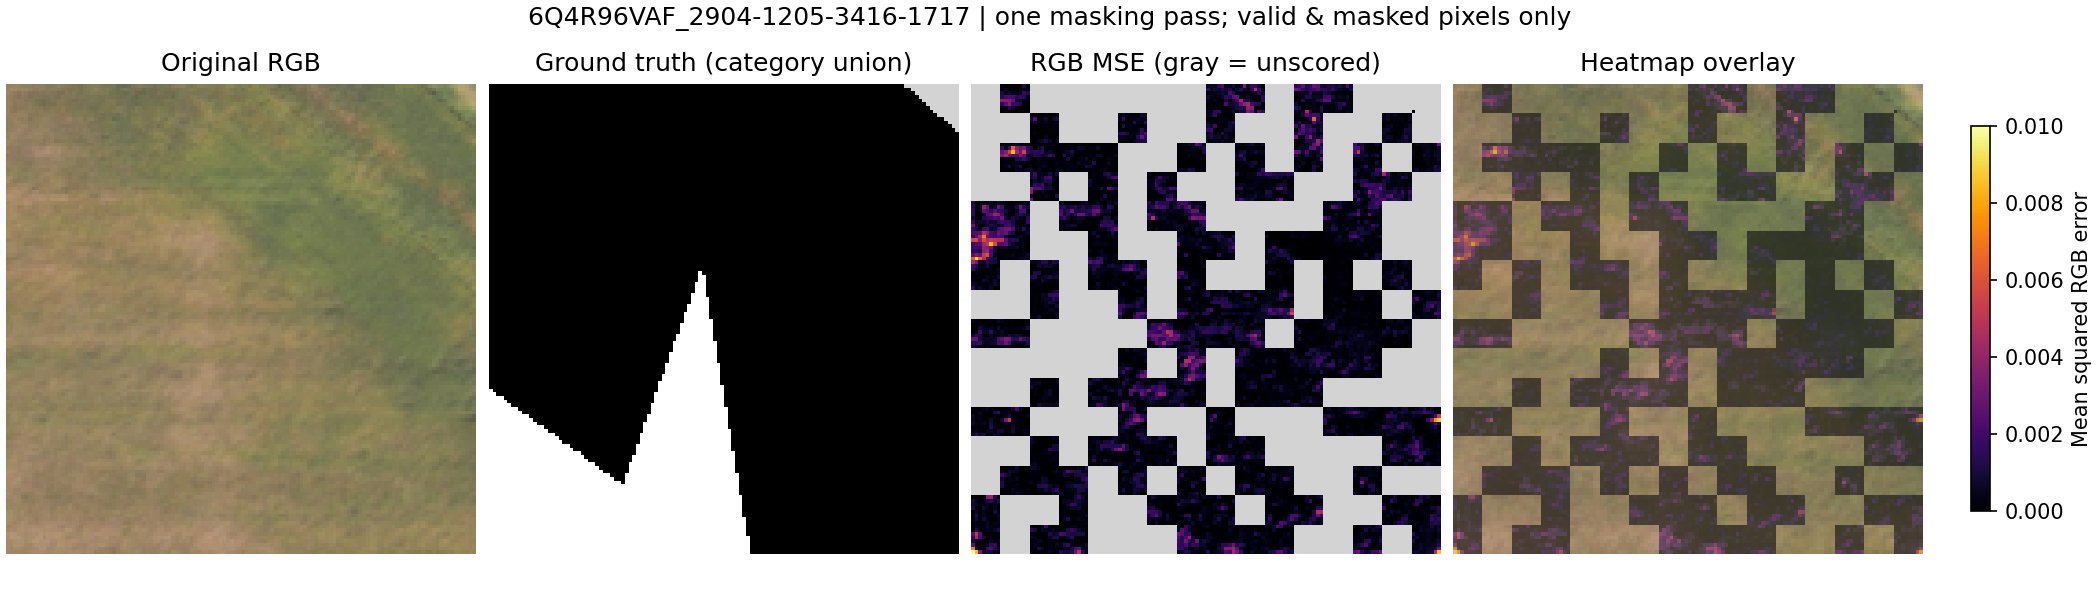 6Q4R96VAF_2904-1205-3416-1717 | one masking pass; valid & masked pixels only
Original RGB
Ground truth (category union)
RGB MSE (gray = unscored)
Heatmap overlay
0.010
0.008
0.006
0.004
0.002
0.000
Mean squared RGB error